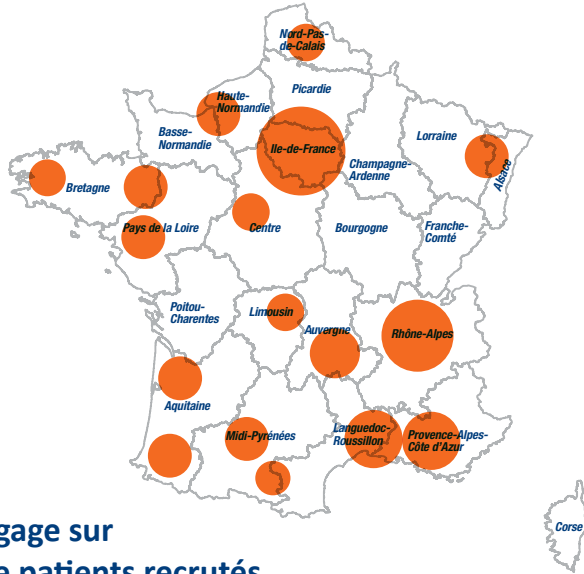 Nord-Pas-
de-Calais
Picardie
Haute-
Normandie
Basse-
Normandie
Ile-de-France
Lorraine
Champagne-
Ardenne
Alsace
Bretagne
Pays de la Loire
Centre
Bourgogne
Franche-
Comté
Poitou-
Charentes
Limousin
Auvergne
Rhône-Alpes
Aquitaine
Midi-Pyrénées
Languedoc-
Roussillon
Provence-Alpes-
Côte d'Azur
Corse
gage sur
e patients recrutés